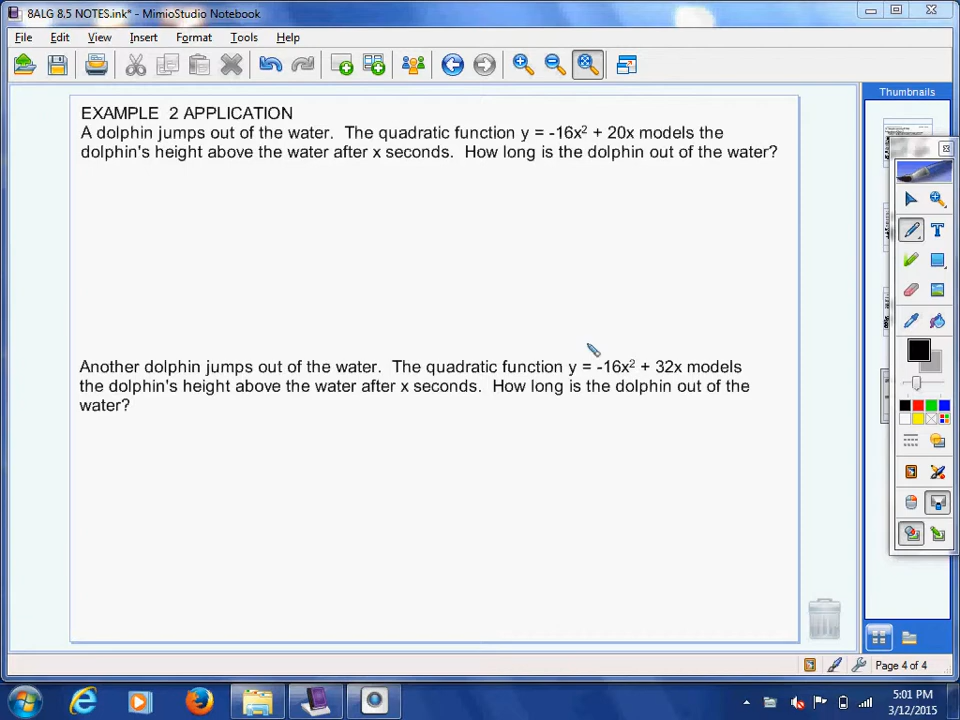 8ALG 8.5 NOTES.ink* - MimioStudio Notebook
File Edit View Insert Format Tools Help
Thumbnails
EXAMPLE 2 APPLICATION
A dolphin jumps out of the water. The quadratic function y = -16x² + 20x models the
dolphin's height above the water after x seconds. How long is the dolphin out of the water?
Another dolphin jumps out of the water. The quadratic function y = -16x² + 32x models
the dolphin's height above the water after x seconds. How long is the dolphin out of the
water?
Page 4 of 4
5:01 PM
3/12/2015